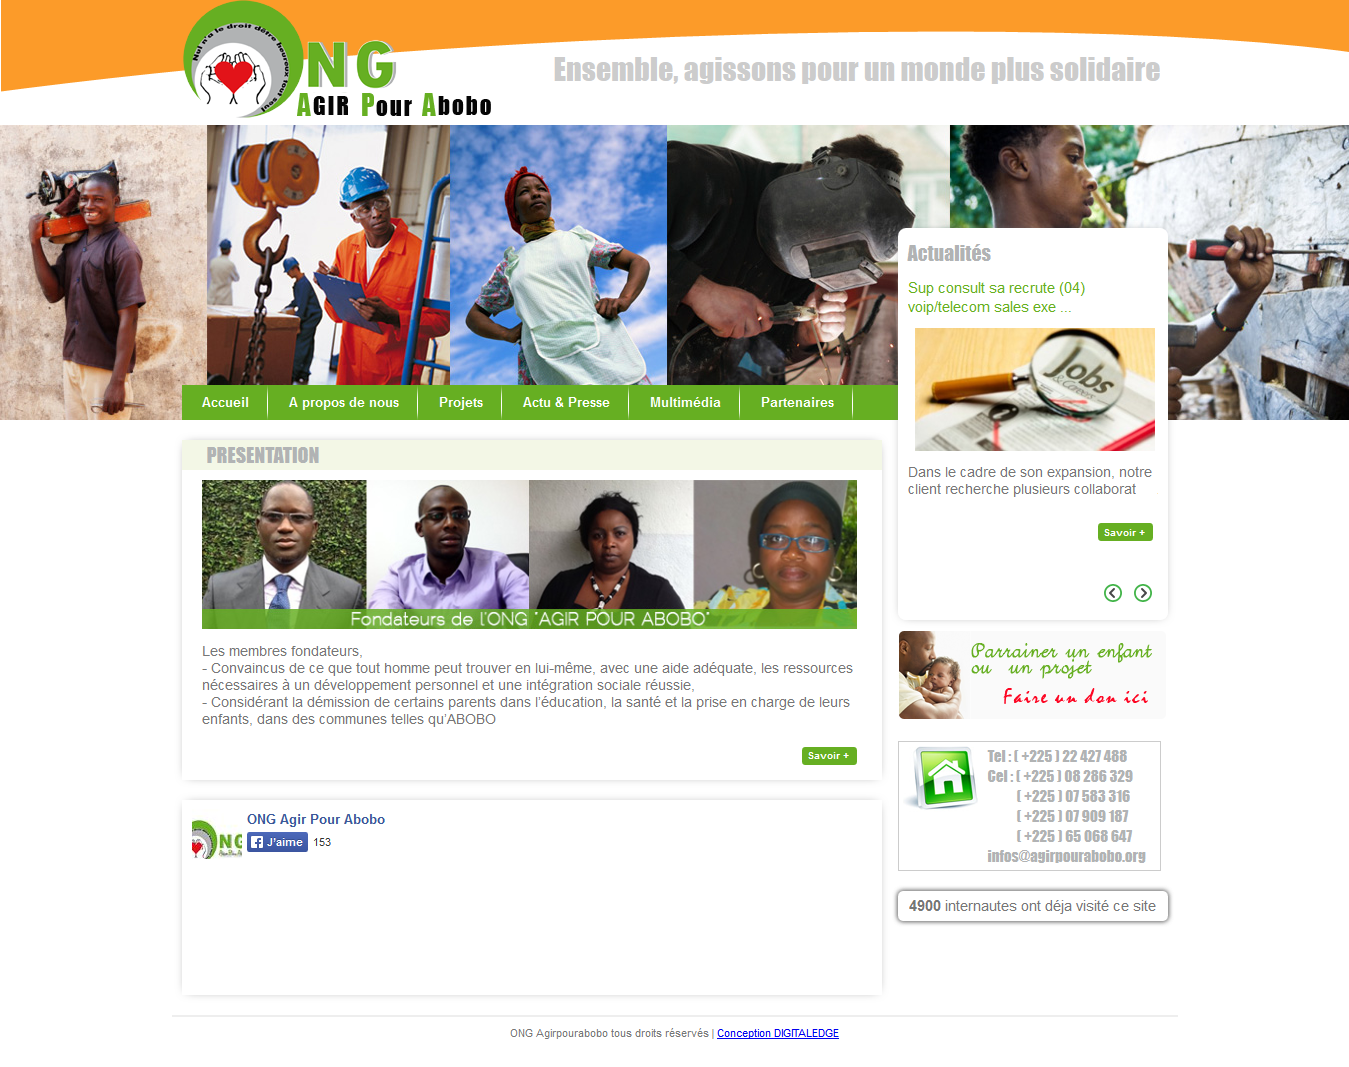 Nul n'a le droit d'être heureux tout seul
ONG
AGIR Pour Abobo
Ensemble, agissons pour un monde plus solidaire
Accueil
A propos de nous
Projets
Actu & Presse
Multimédia
Partenaires
Actualités
Sup consult sa recrute (04)
voip/telecom sales exe ...
Jobs
& Careers
Dans le cadre de son expansion, notre
client recherche plusieurs collaborat
Savoir +
PRESENTATION
Fondateurs de l'ONG "AGIR POUR ABOBO"
Les membres fondateurs,
- Convaincus de ce que tout homme peut trouver en lui-même, avec une aide adéquate, les ressources
nécessaires à un développement personnel et une intégration sociale réussie,
- Considérant la démission de certains parents dans l'éducation, la santé et la prise en charge de leurs
enfants, dans des communes telles qu'ABOBO
Savoir +
Parrainer un enfant
ou un projet
Faire un don ici
Tel : ( +225 ) 22 427 488
Cel : ( +225 ) 08 286 329
( +225 ) 07 583 316
( +225 ) 07 909 187
( +225 ) 65 068 647
infos@agirpourabobo.org
ONG
ONG Agir Pour Abobo
J'aime 153
4900 internautes ont déja visité ce site
ONG Agirpourabobo tous droits réservés | Conception DIGITALEDGE